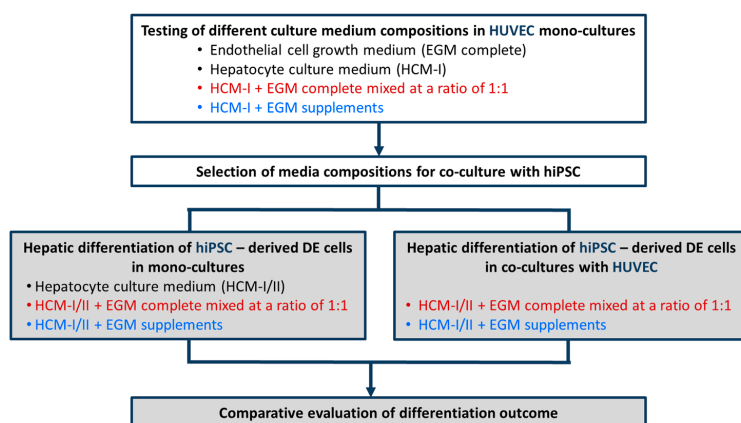 Testing of different culture medium compositions in HUVEC mono-cultures
• Endothelial cell growth medium (EGM complete)
• Hepatocyte culture medium (HCM-I)
• HCM-I + EGM complete mixed at a ratio of 1:1
• HCM-I + EGM supplements
Selection of media compositions for co-culture with hiPSC
Hepatic differentiation of hiPSC – derived DE cells
in mono-cultures
• Hepatocyte culture medium (HCM-I/II)
• HCM-I/II + EGM complete mixed at a ratio of 1:1
• HCM-I/II + EGM supplements
Hepatic differentiation of hiPSC – derived DE cells
in co-cultures with HUVEC
• HCM-I/II + EGM complete mixed at a ratio of 1:1
• HCM-I/II + EGM supplements
Comparative evaluation of differentiation outcome